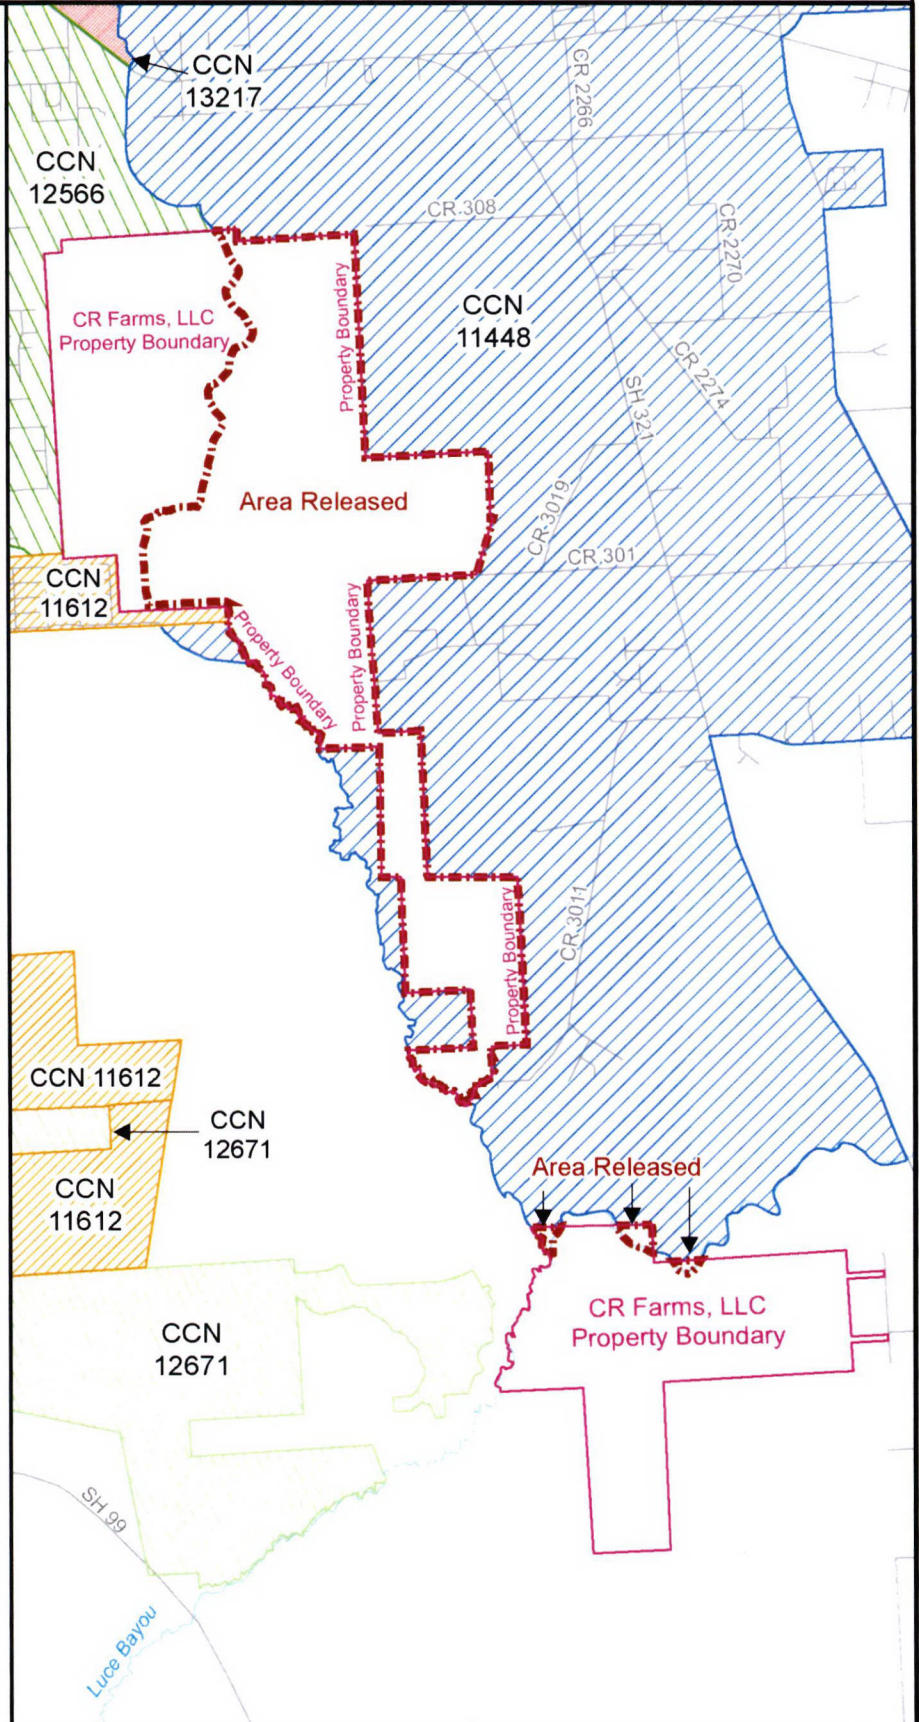 CCN
13217
CR 2266
CCN
12566
CR 308
CR 2270
CCN
11448
CR Farms, LLC
Property Boundary
Property Boundary
CR 2274
SH 321
Area Released
CR 3019
CR 301
CCN
11612
Property Boundary
Property Boundary
Property Boundary
CR 3011
CCN 11612
CCN
12671
CCN
11612
Area Released
CR Farms, LLC
Property Boundary
CCN
12671
SH 99
Luce Bayou